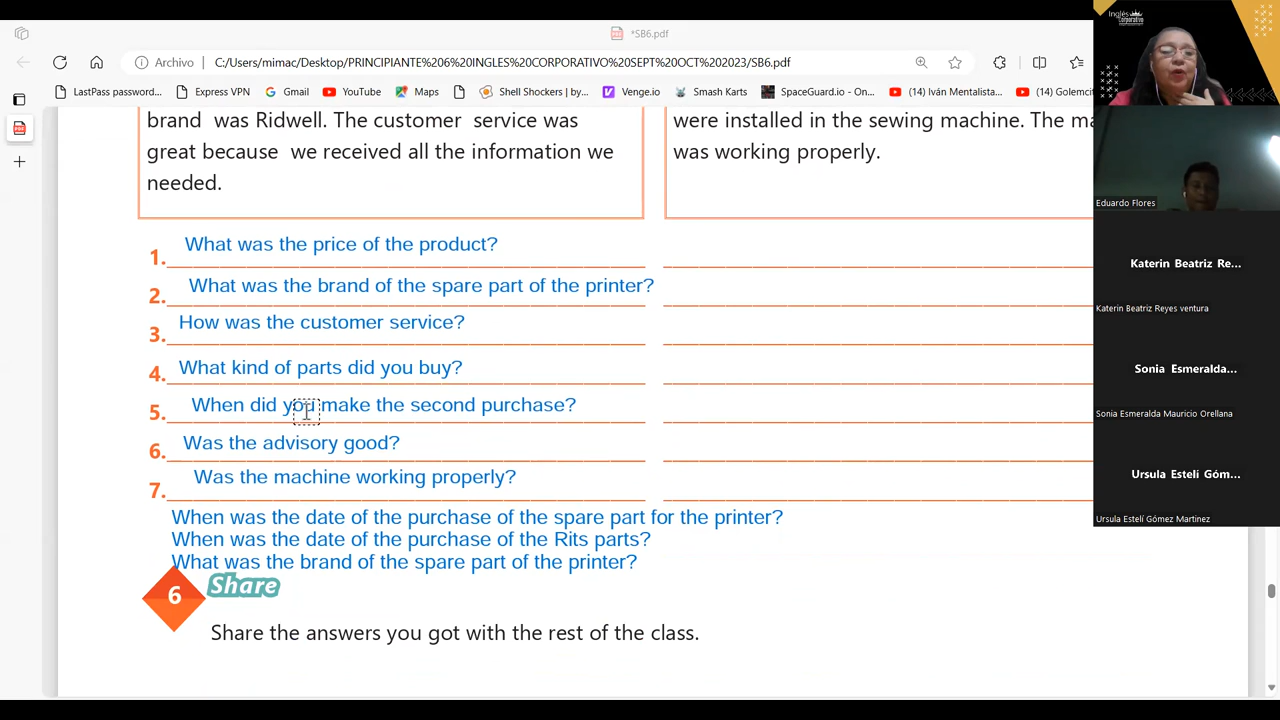 *SB6.pdf
Archivo
C:/Users/mimac/Desktop/PRINCIPIANTE%206%20INGLES%20CORPORATIVO%20SEPT%20OCT%202023/SB6.pdf
LastPass password...
Express VPN
Gmail
YouTube
Maps
Shell Shockers | by...
Venge.io
Smash Karts
SpaceGuard.io - On...
(14) Iván Mentalista...
(14) Golemcit
brand was Ridwell. The customer service was
great because we received all the information we
needed.
were installed in the sewing machine. The ma
was working properly.
1. What was the price of the product?
2. What was the brand of the spare part of the printer?
3. How was the customer service?
4. What kind of parts did you buy?
5. When did you make the second purchase?
6. Was the advisory good?
7. Was the machine working properly?
When was the date of the purchase of the spare part for the printer?
When was the date of the purchase of the Rits parts?
What was the brand of the spare part of the printer?
6 Share
Share the answers you got with the rest of the class.
Inglés
Corporativo
Eduardo Flores
Katerin Beatriz Re...
Katerin Beatriz Reyes ventura
Sonia Esmeralda...
Sonia Esmeralda Mauricio Orellana
Ursula Estelí Góm...
Ursula Estelí Gómez Martinez